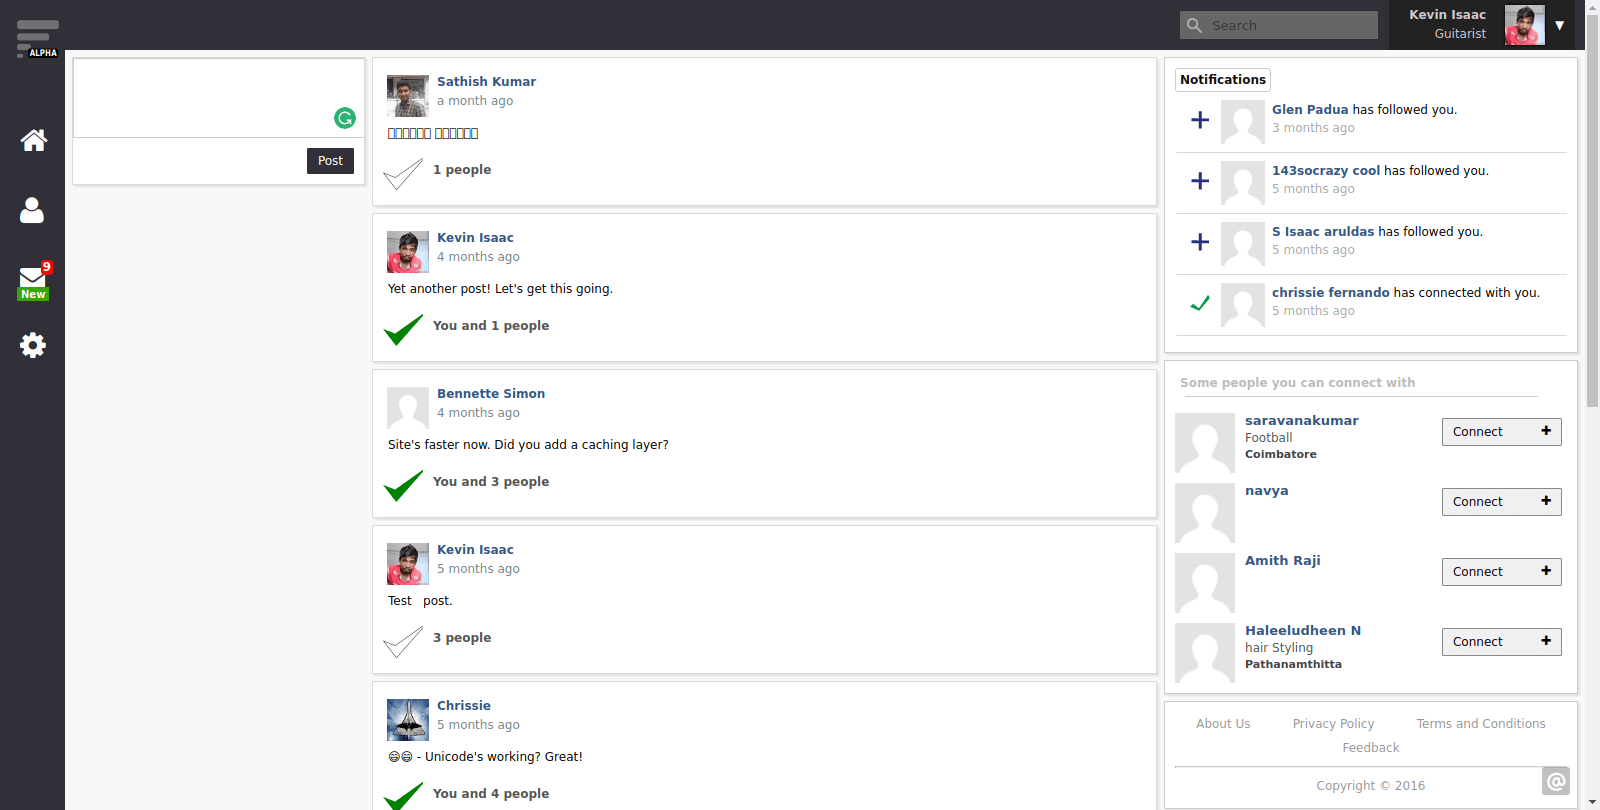 ALPHA
Search
Kevin Isaac
Guitarist
9
New
Post
Sathish Kumar
a month ago
1 people
Kevin Isaac
4 months ago
Yet another post! Let's get this going.
You and 1 people
Bennette Simon
4 months ago
Site's faster now. Did you add a caching layer?
You and 3 people
Kevin Isaac
5 months ago
Test post.
3 people
Chrissie
5 months ago
😄😄 - Unicode's working? Great!
You and 4 people
Notifications
Glen Padua has followed you.
3 months ago
143socrazy cool has followed you.
5 months ago
S Isaac aruldas has followed you.
5 months ago
chrissie fernando has connected with you.
5 months ago
Some people you can connect with
saravanakumar
Football
Coimbatore
Connect
navya
Connect
Amith Raji
Connect
Haleeludheen N
hair Styling
Pathanamthitta
Connect
About Us Privacy Policy Terms and Conditions
Feedback
Copyright © 2016
@